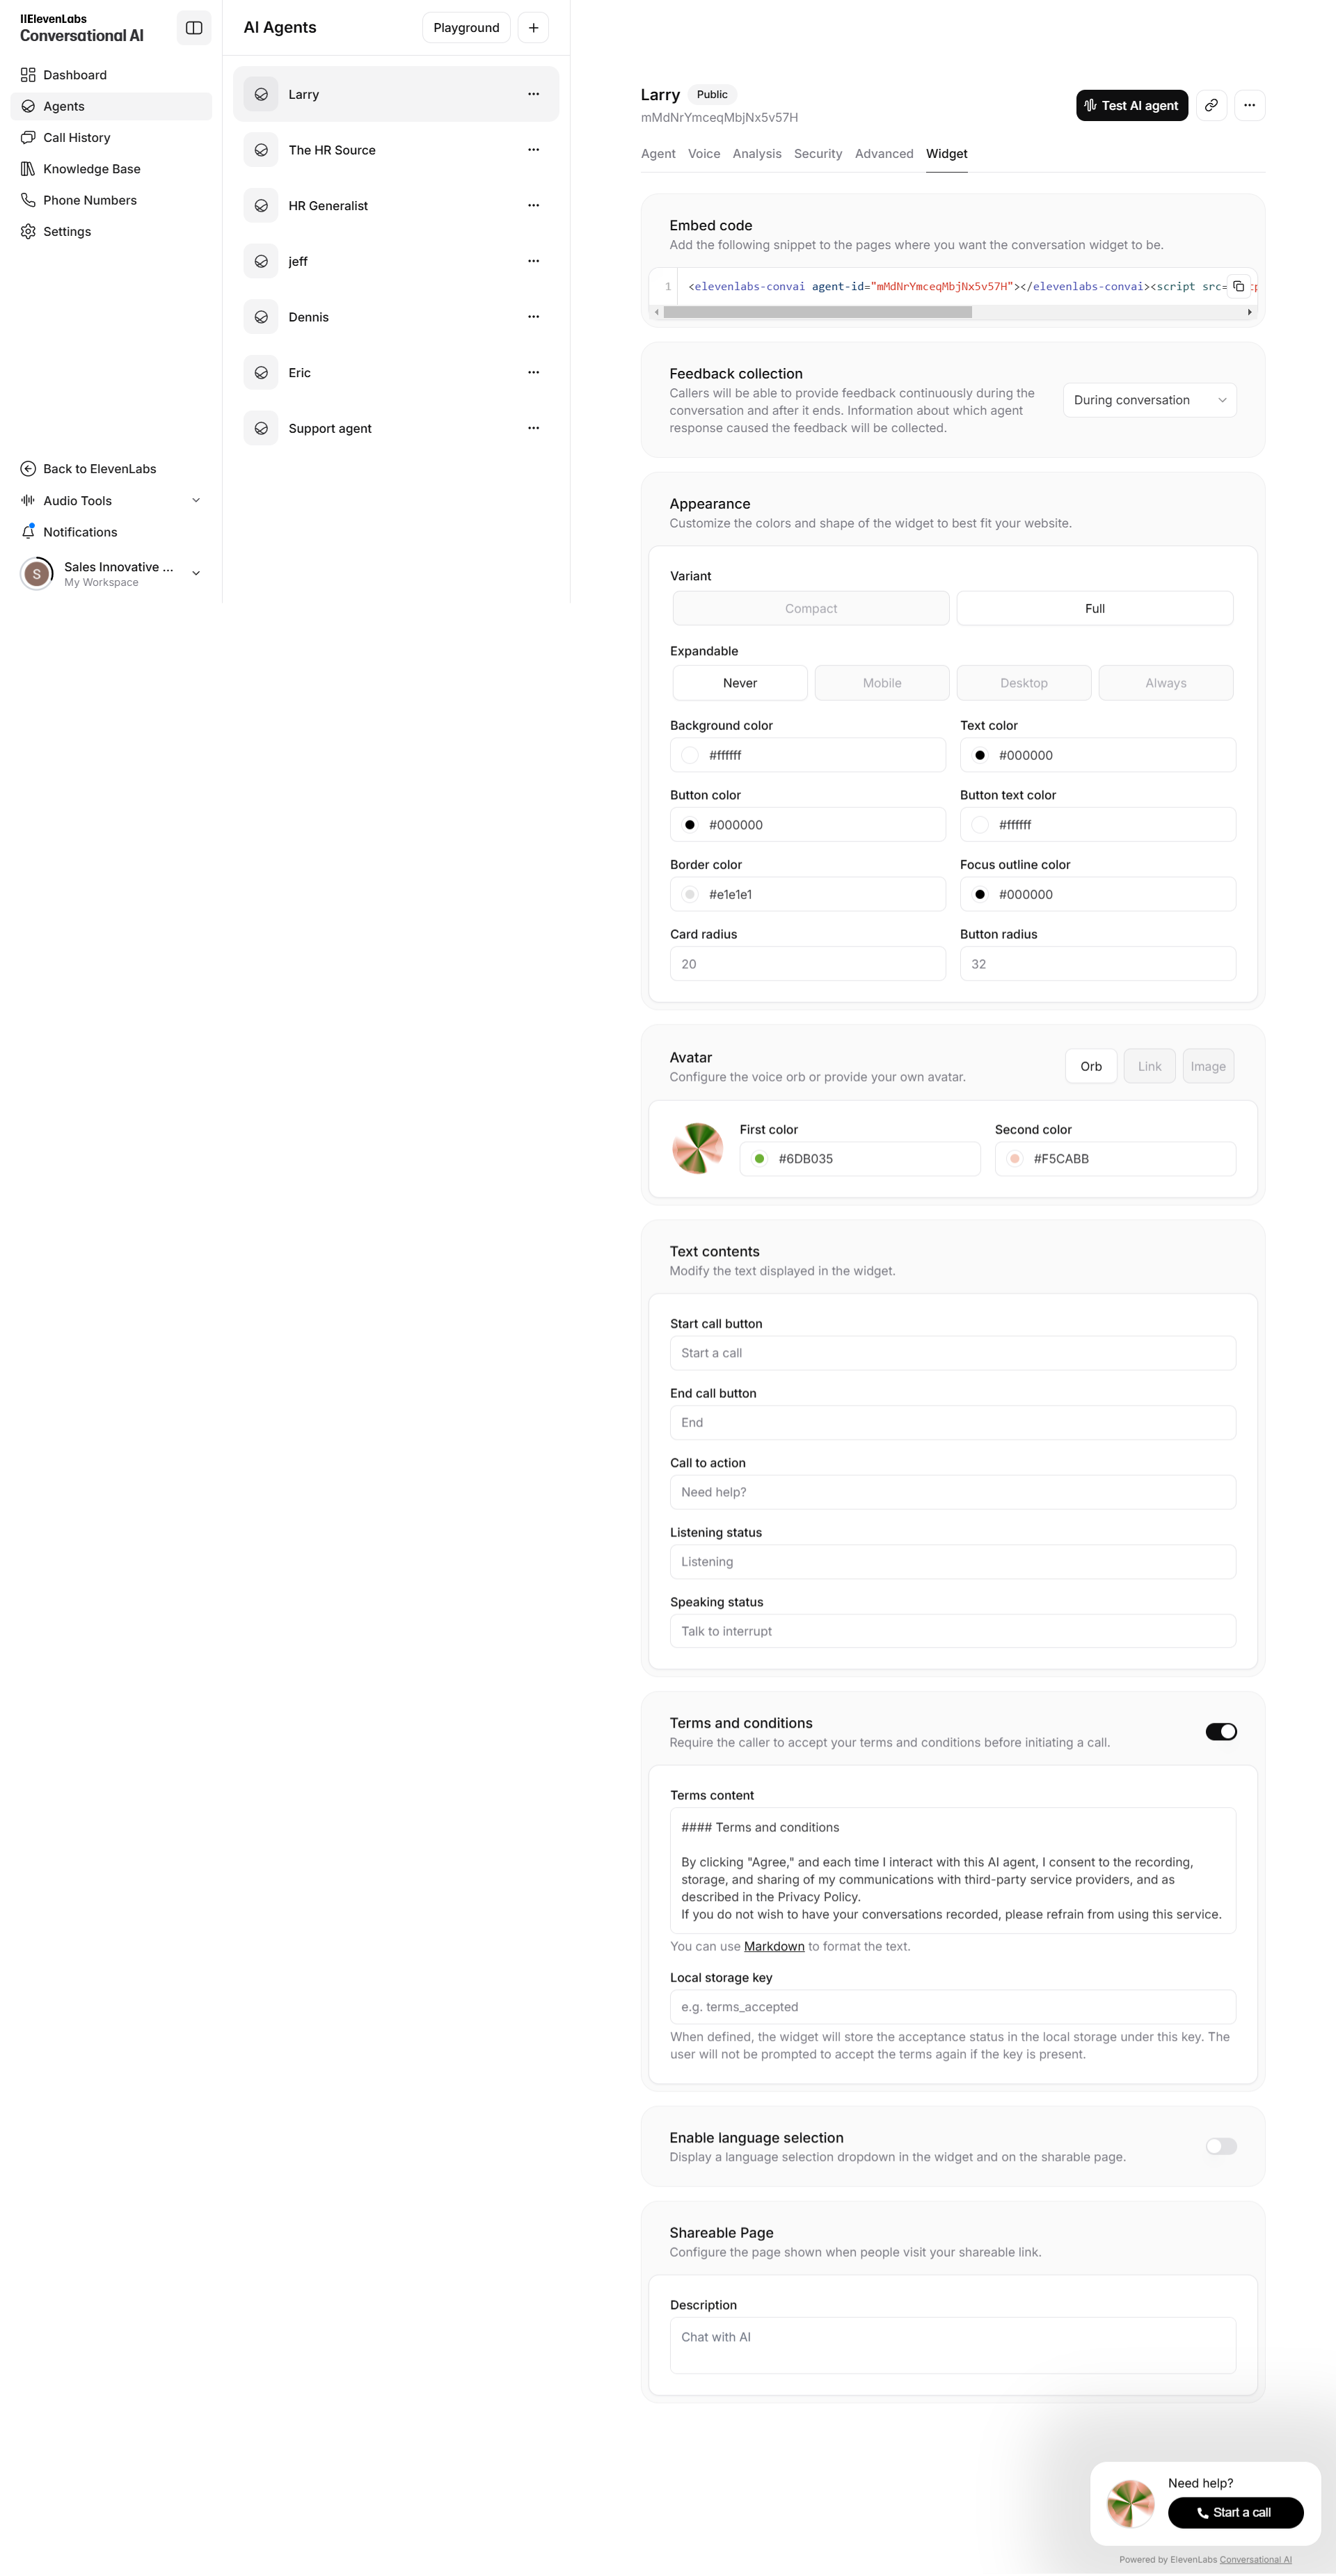 IIElevenLabs
Conversational AI
Dashboard
Agents
Call History
Knowledge Base
Phone Numbers
Settings
Back to ElevenLabs
Audio Tools
Notifications
S
Sales Innovative ...
My Workspace
AI Agents
Playground
Larry
The HR Source
HR Generalist
jeff
Dennis
Eric
Support agent
Larry
Public
mMdNrYmceqMbjNx5v57H
Test AI agent
Agent
Voice
Analysis
Security
Advanced
Widget
Embed code
Add the following snippet to the pages where you want the conversation widget to be.
1
<elevenlabs-convai agent-id="mMdNrYmceqMbjNx5v57H"></elevenlabs-convai><script src=
Feedback collection
Callers will be able to provide feedback continuously during the
conversation and after it ends. Information about which agent
response caused the feedback will be collected.
During conversation
Appearance
Customize the colors and shape of the widget to best fit your website.
Variant
Compact
Full
Expandable
Never
Mobile
Desktop
Always
Background color
Text color
#ffffff
#000000
Button color
Button text color
#000000
#ffffff
Border color
Focus outline color
#e1e1e1
#000000
Card radius
Button radius
20
32
Avatar
Configure the voice orb or provide your own avatar.
Orb
Link
Image
First color
Second color
#6DB035
#F5CABB
Text contents
Modify the text displayed in the widget.
Start call button
Start a call
End call button
End
Call to action
Need help?
Listening status
Listening
Speaking status
Talk to interrupt
Terms and conditions
Require the caller to accept your terms and conditions before initiating a call.
Terms content
#### Terms and conditions
By clicking "Agree," and each time I interact with this AI agent, I consent to the recording,
storage, and sharing of my communications with third-party service providers, and as
described in the Privacy Policy.
If you do not wish to have your conversations recorded, please refrain from using this service.
You can use Markdown to format the text.
Local storage key
e.g. terms_accepted
When defined, the widget will store the acceptance status in the local storage under this key. The
user will not be prompted to accept the terms again if the key is present.
Enable language selection
Display a language selection dropdown in the widget and on the sharable page.
Shareable Page
Configure the page shown when people visit your shareable link.
Description
Chat with AI
Need help?
Start a call
Powered by ElevenLabs Conversational AI